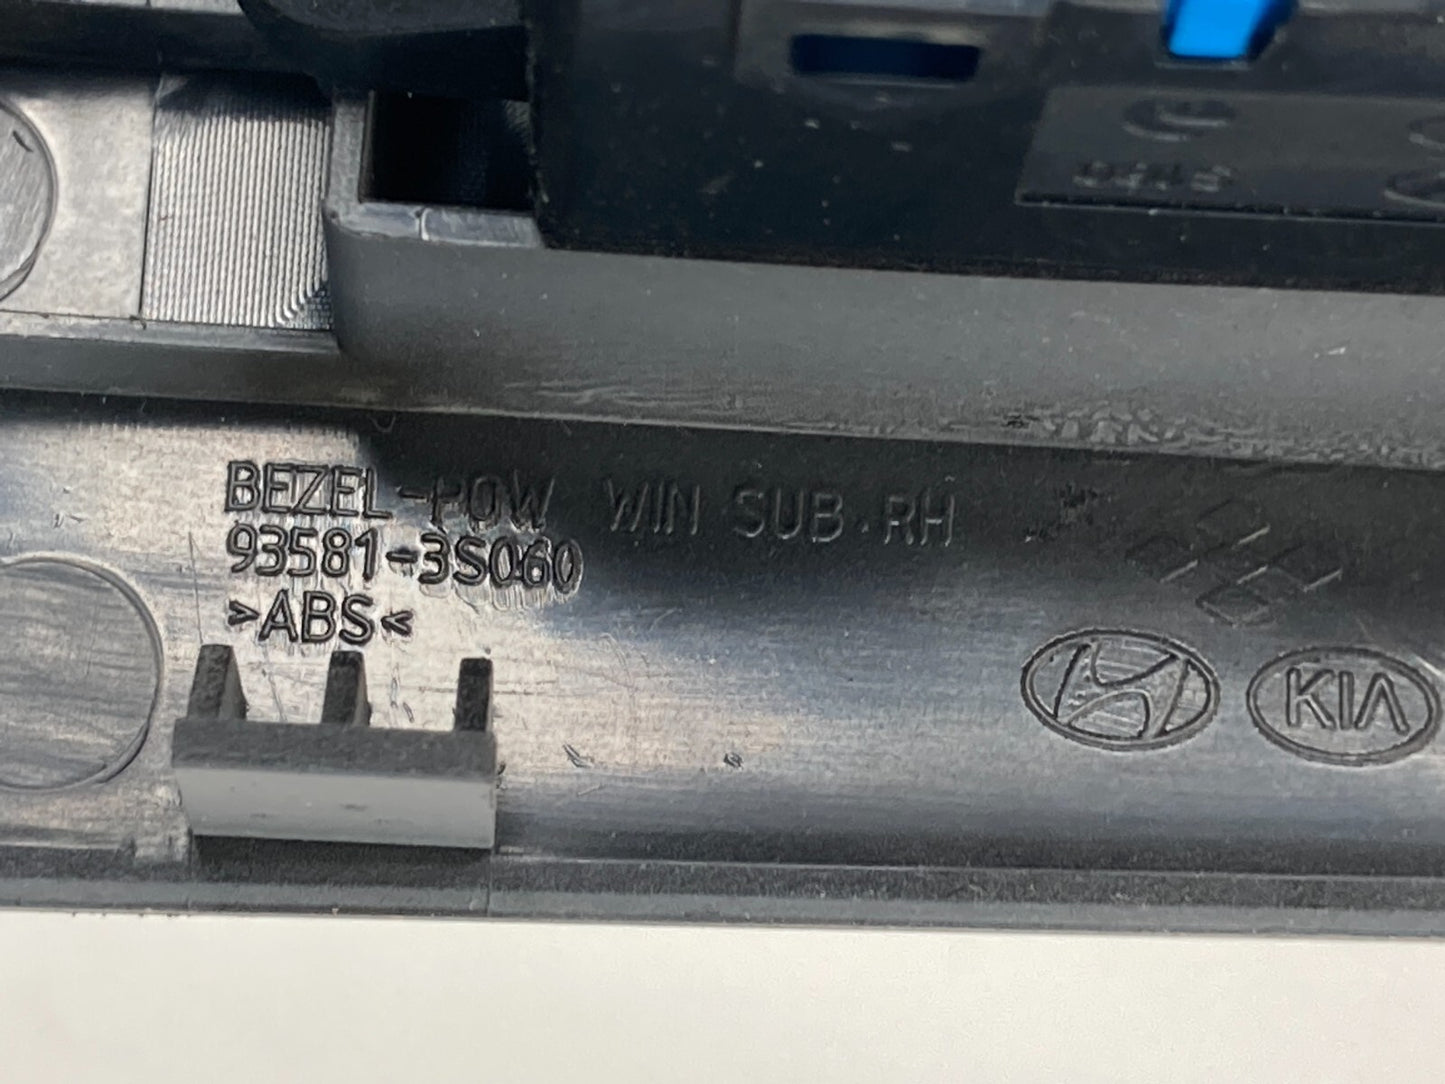 BEZEL-POW WIN SUB.RH
93581-3S060
>ABS<
KIA